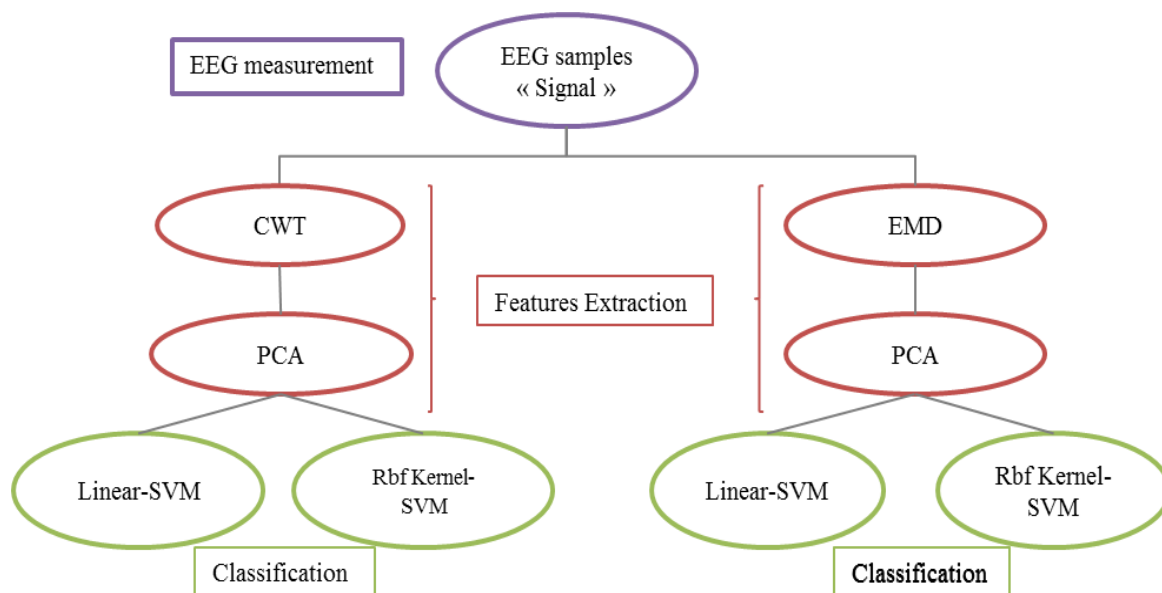 EEG measurement
EEG samples
« Signal »
CWT
EMD
Features Extraction
PCA
PCA
Linear-SVM
Rbf Kernel-
SVM
Linear-SVM
Rbf Kernel-
SVM
Classification
Classification